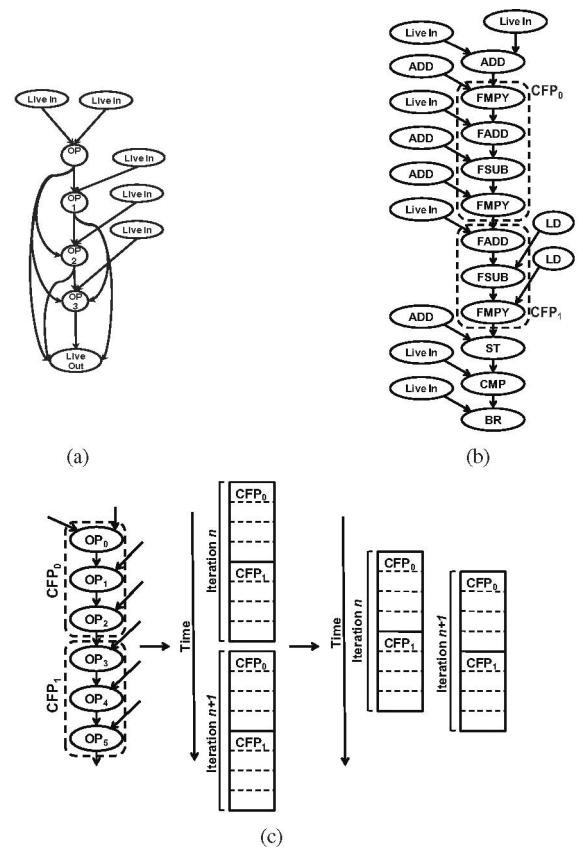 Live In
Live In
OP
Live In
OP
1
Live In
OP
2
Live In
OP
3
Live
Out
(a)
Live In
Live In
ADD
ADD
FMPY
CFP0
Live In
FADD
ADD
FSUB
ADD
FMPY
Live In
FADD
LD
FSUB
LD
FMPY
CFP1
ADD
ST
Live In
CMP
Live In
BR
(b)
CFP0
OP0
OP1
OP2
CFP1
OP3
OP4
OP5
Time
Iteration n
CFP0
CFP1
Iteration n+1
CFP0
CFP1
Time
Iteration n
CFP0
CFP1
Iteration n+1
CFP0
CFP1
(c)